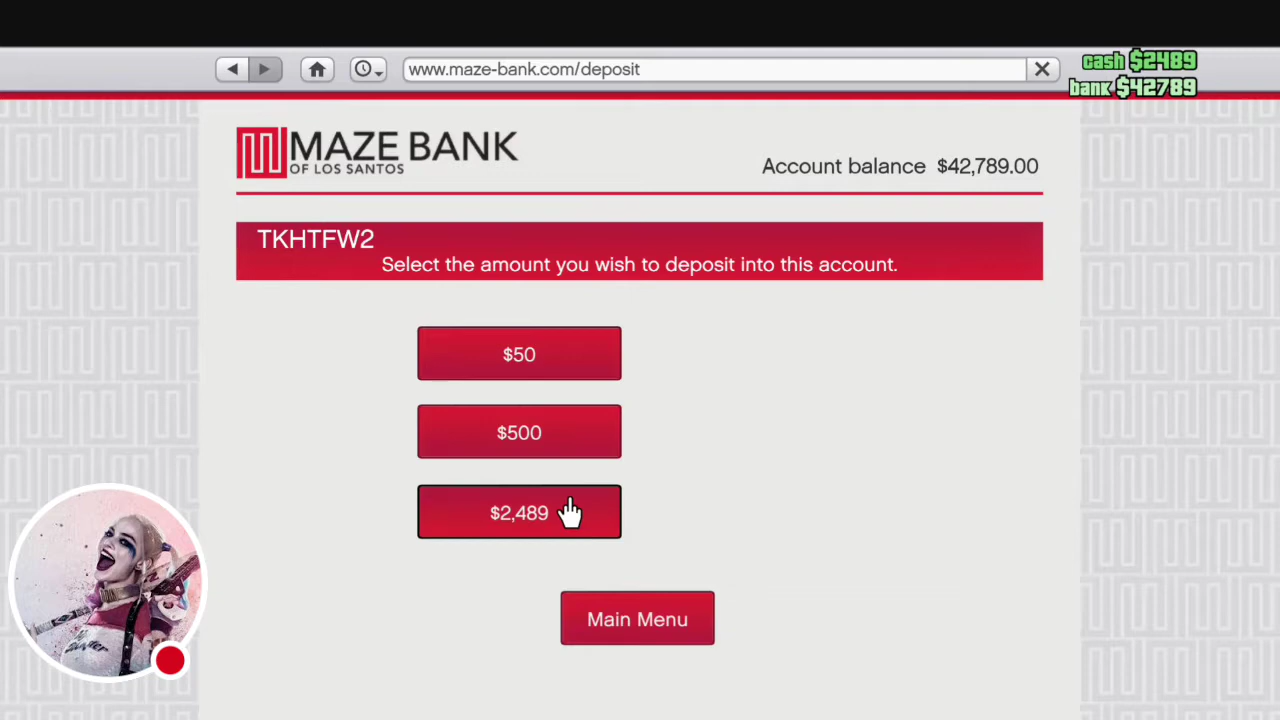 www.maze-bank.com/deposit
cash $2489
bank $42789
MAZE BANK
OF LOS SANTOS
Account balance $42,789.00
TKHTFW2
Select the amount you wish to deposit into this account.
$50
$500
$2,489
Main Menu